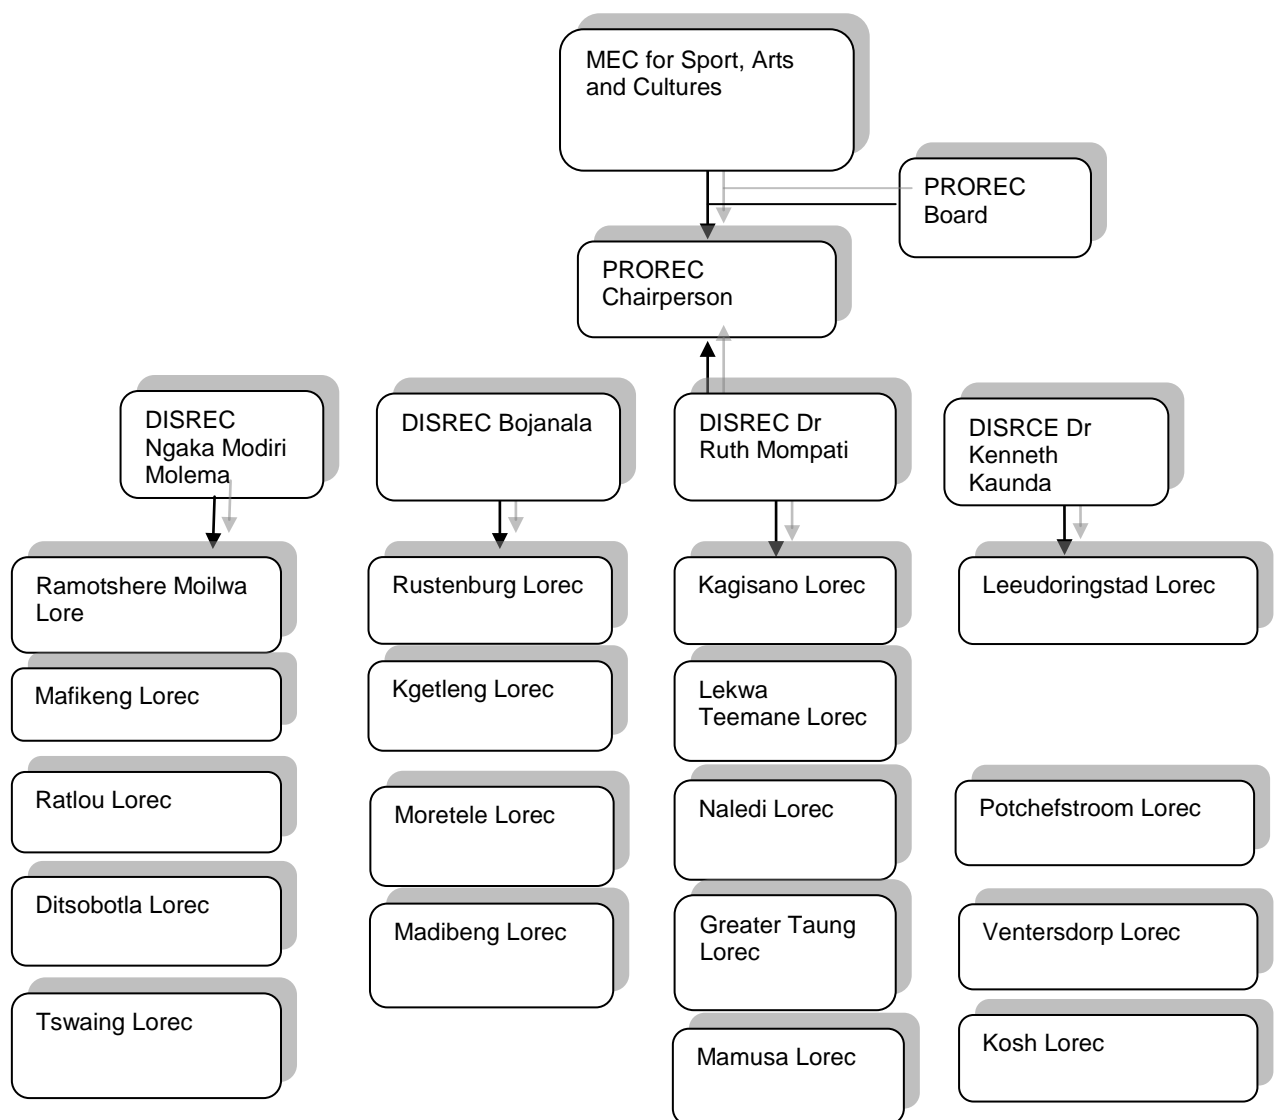 MEC for Sport, Arts
and Cultures
PROREC
Board
PROREC
Chairperson
DISREC
Ngaka Modiri
Molema
DISREC Bojanala
DISREC Dr
Ruth Mompati
DISRCE Dr
Kenneth
Kaunda
Ramotshere Moilwa
Lore
Rustenburg Lorec
Kagisano Lorec
Leeudoringstad Lorec
Mafikeng Lorec
Kgetleng Lorec
Lekwa
Teemane Lorec
Ratlou Lorec
Moretele Lorec
Naledi Lorec
Potchefstroom Lorec
Ditsobotla Lorec
Madibeng Lorec
Greater Taung
Lorec
Ventersdorp Lorec
Tswaing Lorec
Mamusa Lorec
Kosh Lorec